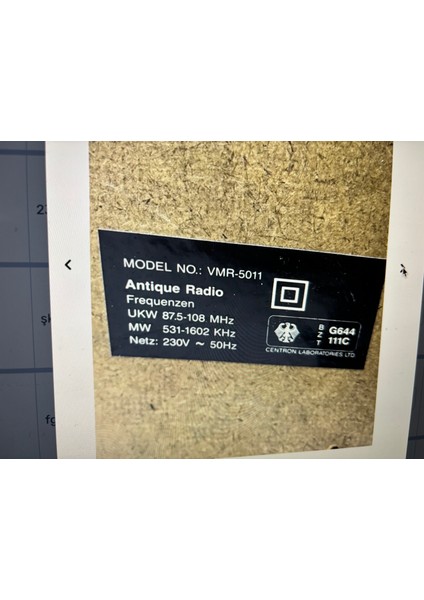 MODEL NO.: VMR-5011
Antique Radio
Frequenzen
UKW 87.5-108 MHz
MW 531-1602 KHz
Netz: 230V ~ 50Hz
B
Z
T
G644
111C
CENTRON LABORATORIES LTD